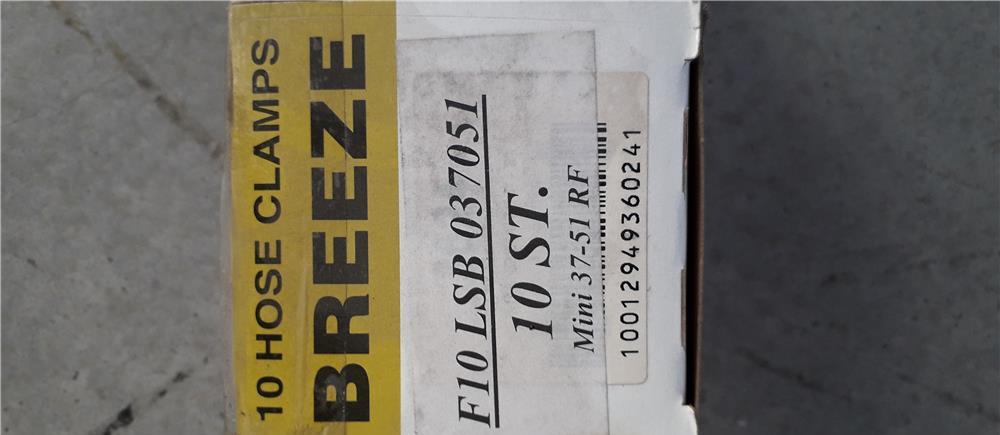 10 HOSE CLAMPS
BREEZE
F10 LSB 037051
10 ST.
Mini 37-51 RF
10012949360241